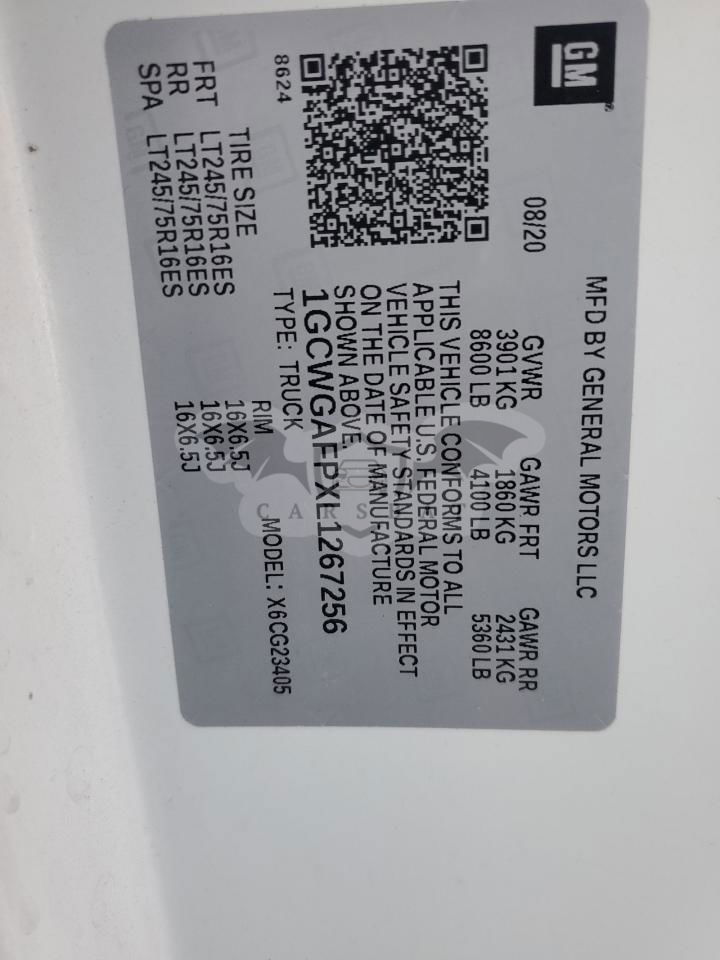 GM
MFD BY GENERAL MOTORS LLC
08/20
GVWR GAWR FRT GAWR RR
3901 KG 1860 KG 2431 KG
8600 LB 4100 LB 5360 LB
THIS VEHICLE CONFORMS TO ALL
APPLICABLE U.S. FEDERAL MOTOR
VEHICLE SAFETY STANDARDS IN EFFECT
ON THE DATE OF MANUFACTURE
SHOWN ABOVE.
1GCWGAFPXL1267256
8624
TYPE: TRUCK MODEL: X6CG23405
TIRE SIZE RIM
FRT LT245/75R16ES 16X6.5J
RR LT245/75R16ES 16X6.5J
SPA LT245/75R16ES 16X6.5J
CARS